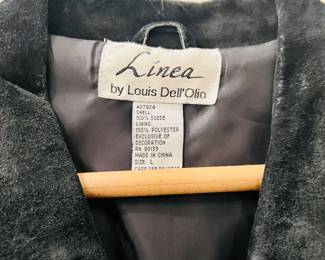 Linea
by Louis Dell'Olio
A07924
SHELL:
100% SUEDE
LINING:
100% POLYESTER
EXCLUSIVE OF
DECORATION
RN 90133
MADE IN CHINA
SIZE: L